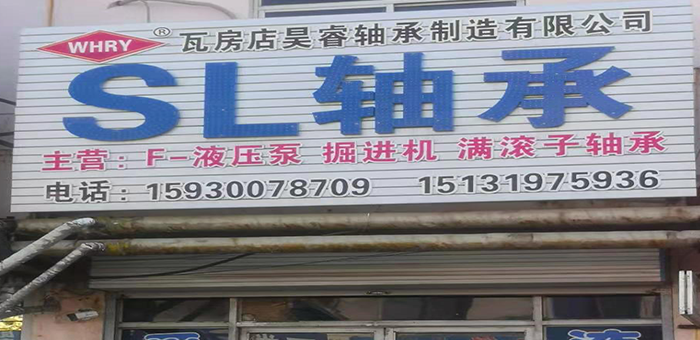 WHRY ® 瓦房店昊睿轴承制造有限公司
SL轴承
主营：F-液压泵 掘进机 满滚子轴承
电话：15930078709 15131975936